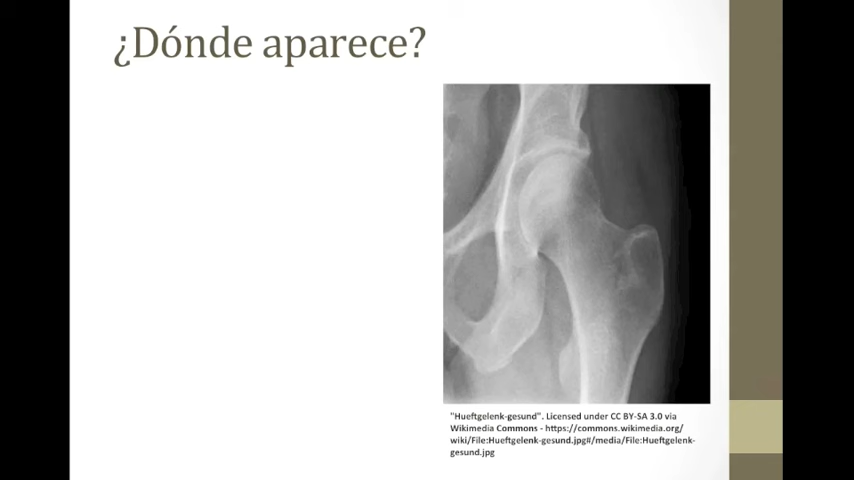 ¿Dónde aparece?
"Hueftgelenk-gesund". Licensed under CC BY-SA 3.0 via
Wikimedia Commons - https://commons.wikimedia.org/
wiki/File:Hueftgelenk-gesund.jpg#/media/File:Hueftgelenk-
gesund.jpg